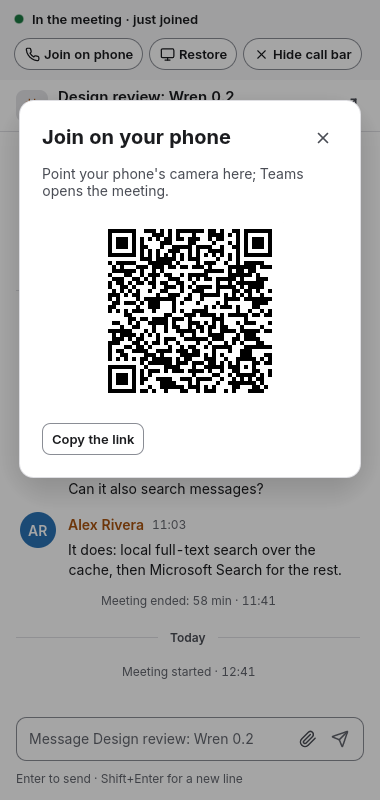 In the meeting · just joined
Join on phone
Restore
Hide call bar
Design review: Wren 0.2
Join on your phone
Point your phone's camera here; Teams
opens the meeting.
Copy the link
Can it also search messages?
AR
Alex Rivera 11:03
It does: local full-text search over the
cache, then Microsoft Search for the rest.
Meeting ended: 58 min · 11:41
Today
Meeting started · 12:41
Message Design review: Wren 0.2
Enter to send · Shift+Enter for a new line